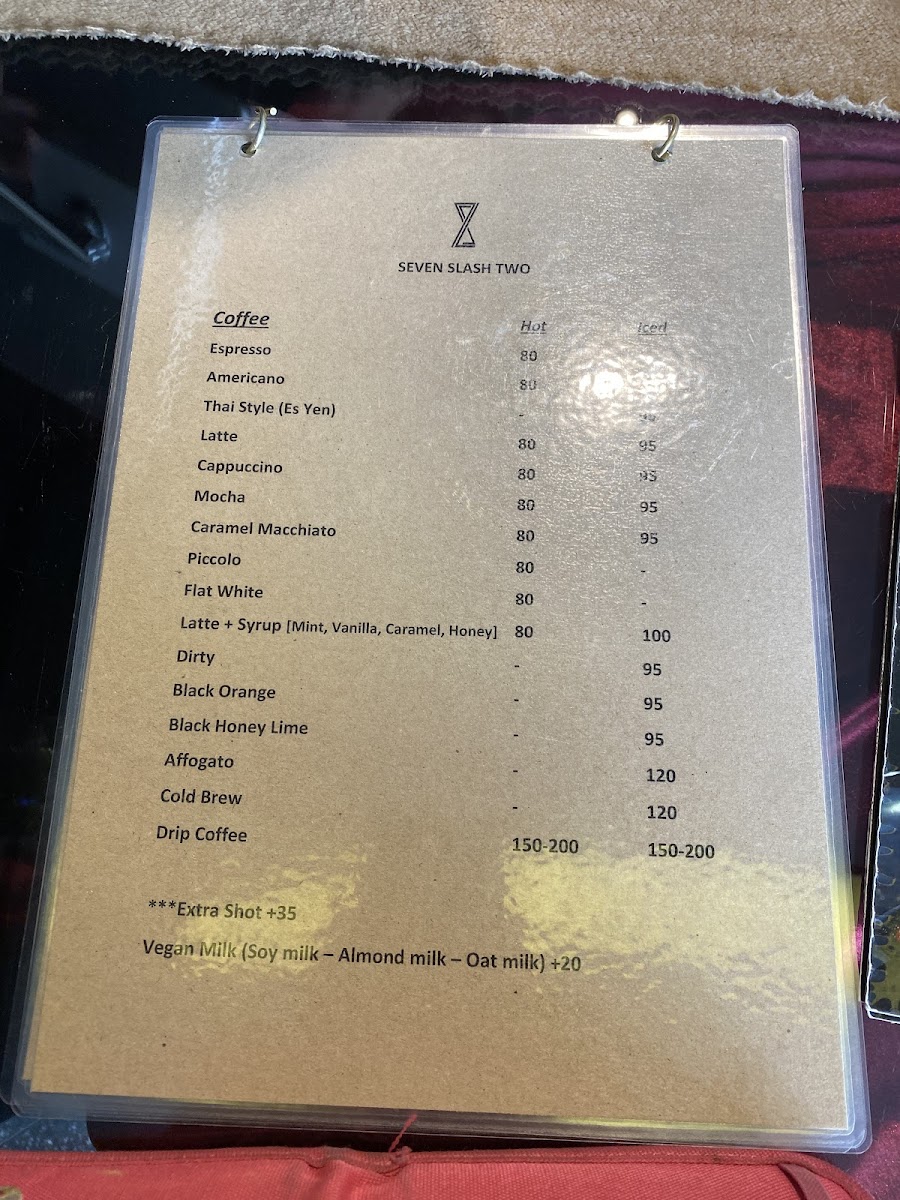 SEVEN SLASH TWO
Coffee Hot Iced
Espresso 80
Americano 80
Thai Style (Es Yen) -
Latte 80 95
Cappuccino 80 95
Mocha 80 95
Caramel Macchiato 80 95
Piccolo 80 -
Flat White 80 -
Latte + Syrup [Mint, Vanilla, Caramel, Honey] 80 100
Dirty - 95
Black Orange - 95
Black Honey Lime - 95
Affogato - 120
Cold Brew - 120
Drip Coffee 150-200 150-200
***Extra Shot +35
Vegan Milk (Soy milk – Almond milk – Oat milk) +20